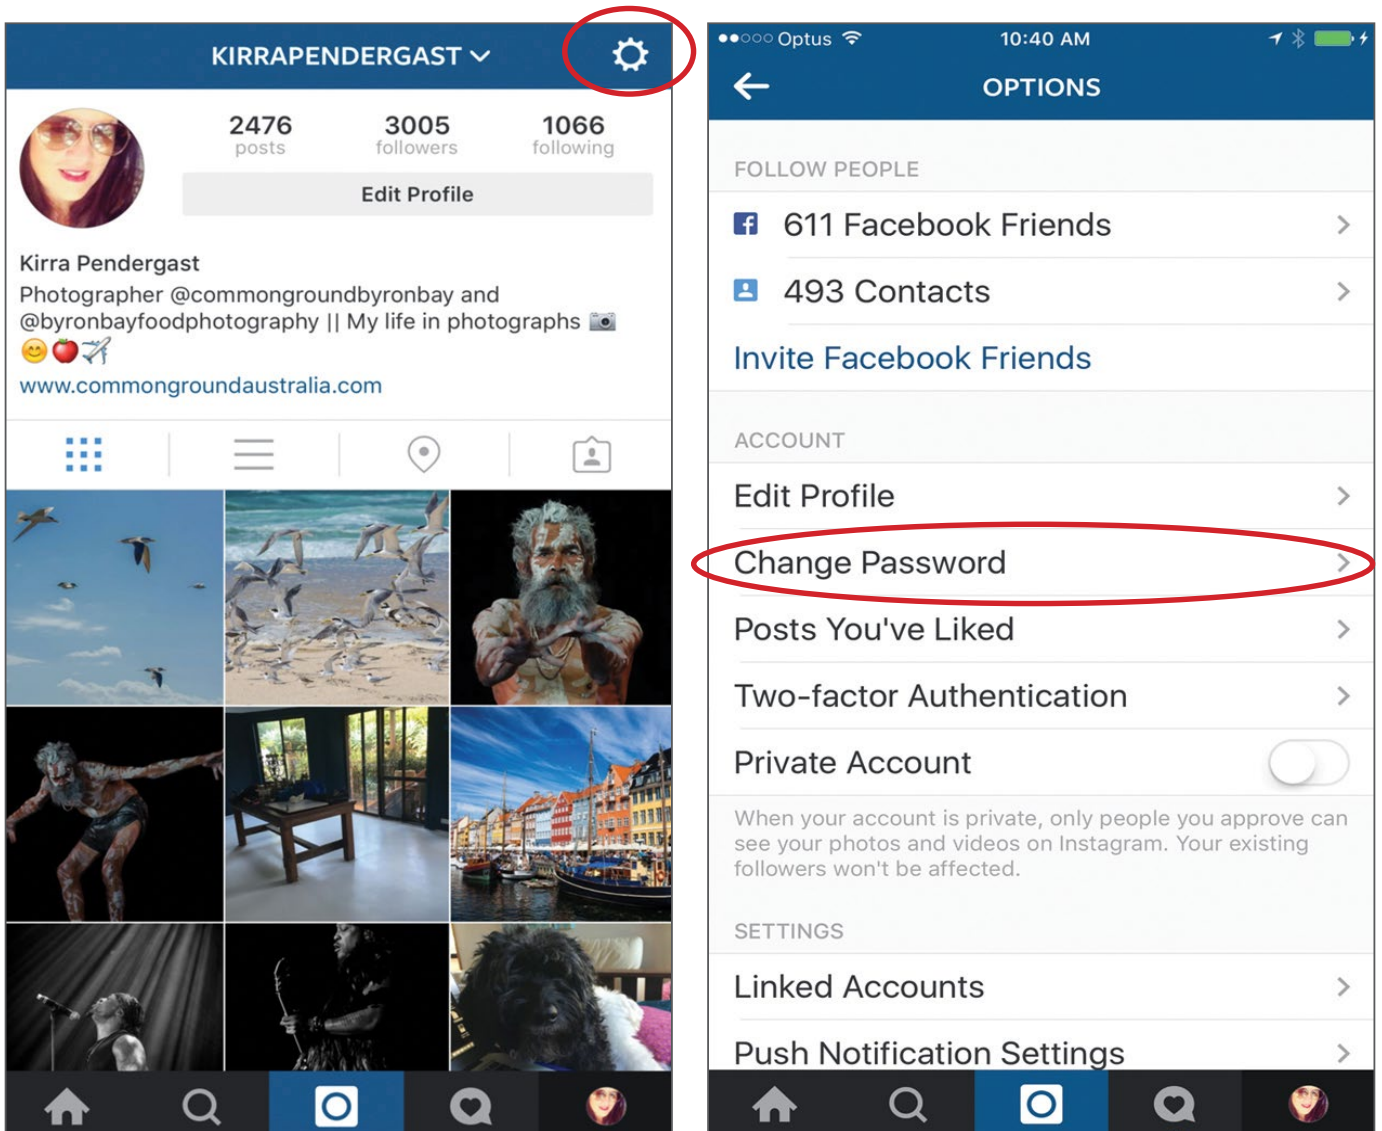 KIRRAPENDERGAST
2476 3005 1066
posts followers following
Edit Profile
Kirra Pendergast
Photographer @commongroundbyronbay and
@byronbayfoodphotography || My life in photographs 📷
😊🍎✈️
www.commongroundaustralia.com
Optus 10:40 AM
OPTIONS
FOLLOW PEOPLE
611 Facebook Friends
493 Contacts
Invite Facebook Friends
ACCOUNT
Edit Profile
Change Password
Posts You've Liked
Two-factor Authentication
Private Account
When your account is private, only people you approve can
see your photos and videos on Instagram. Your existing
followers won't be affected.
SETTINGS
Linked Accounts
Push Notification Settings